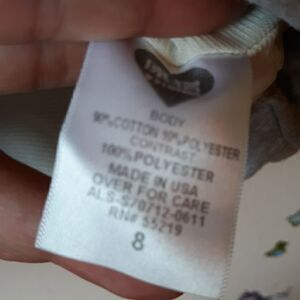 BODY
90%COTTON 10%POLYESTER
CONTRAST
100%POLYESTER
MADE IN USA
OVER FOR CARE
ALS-S/0712-0611
RN# 55219
8